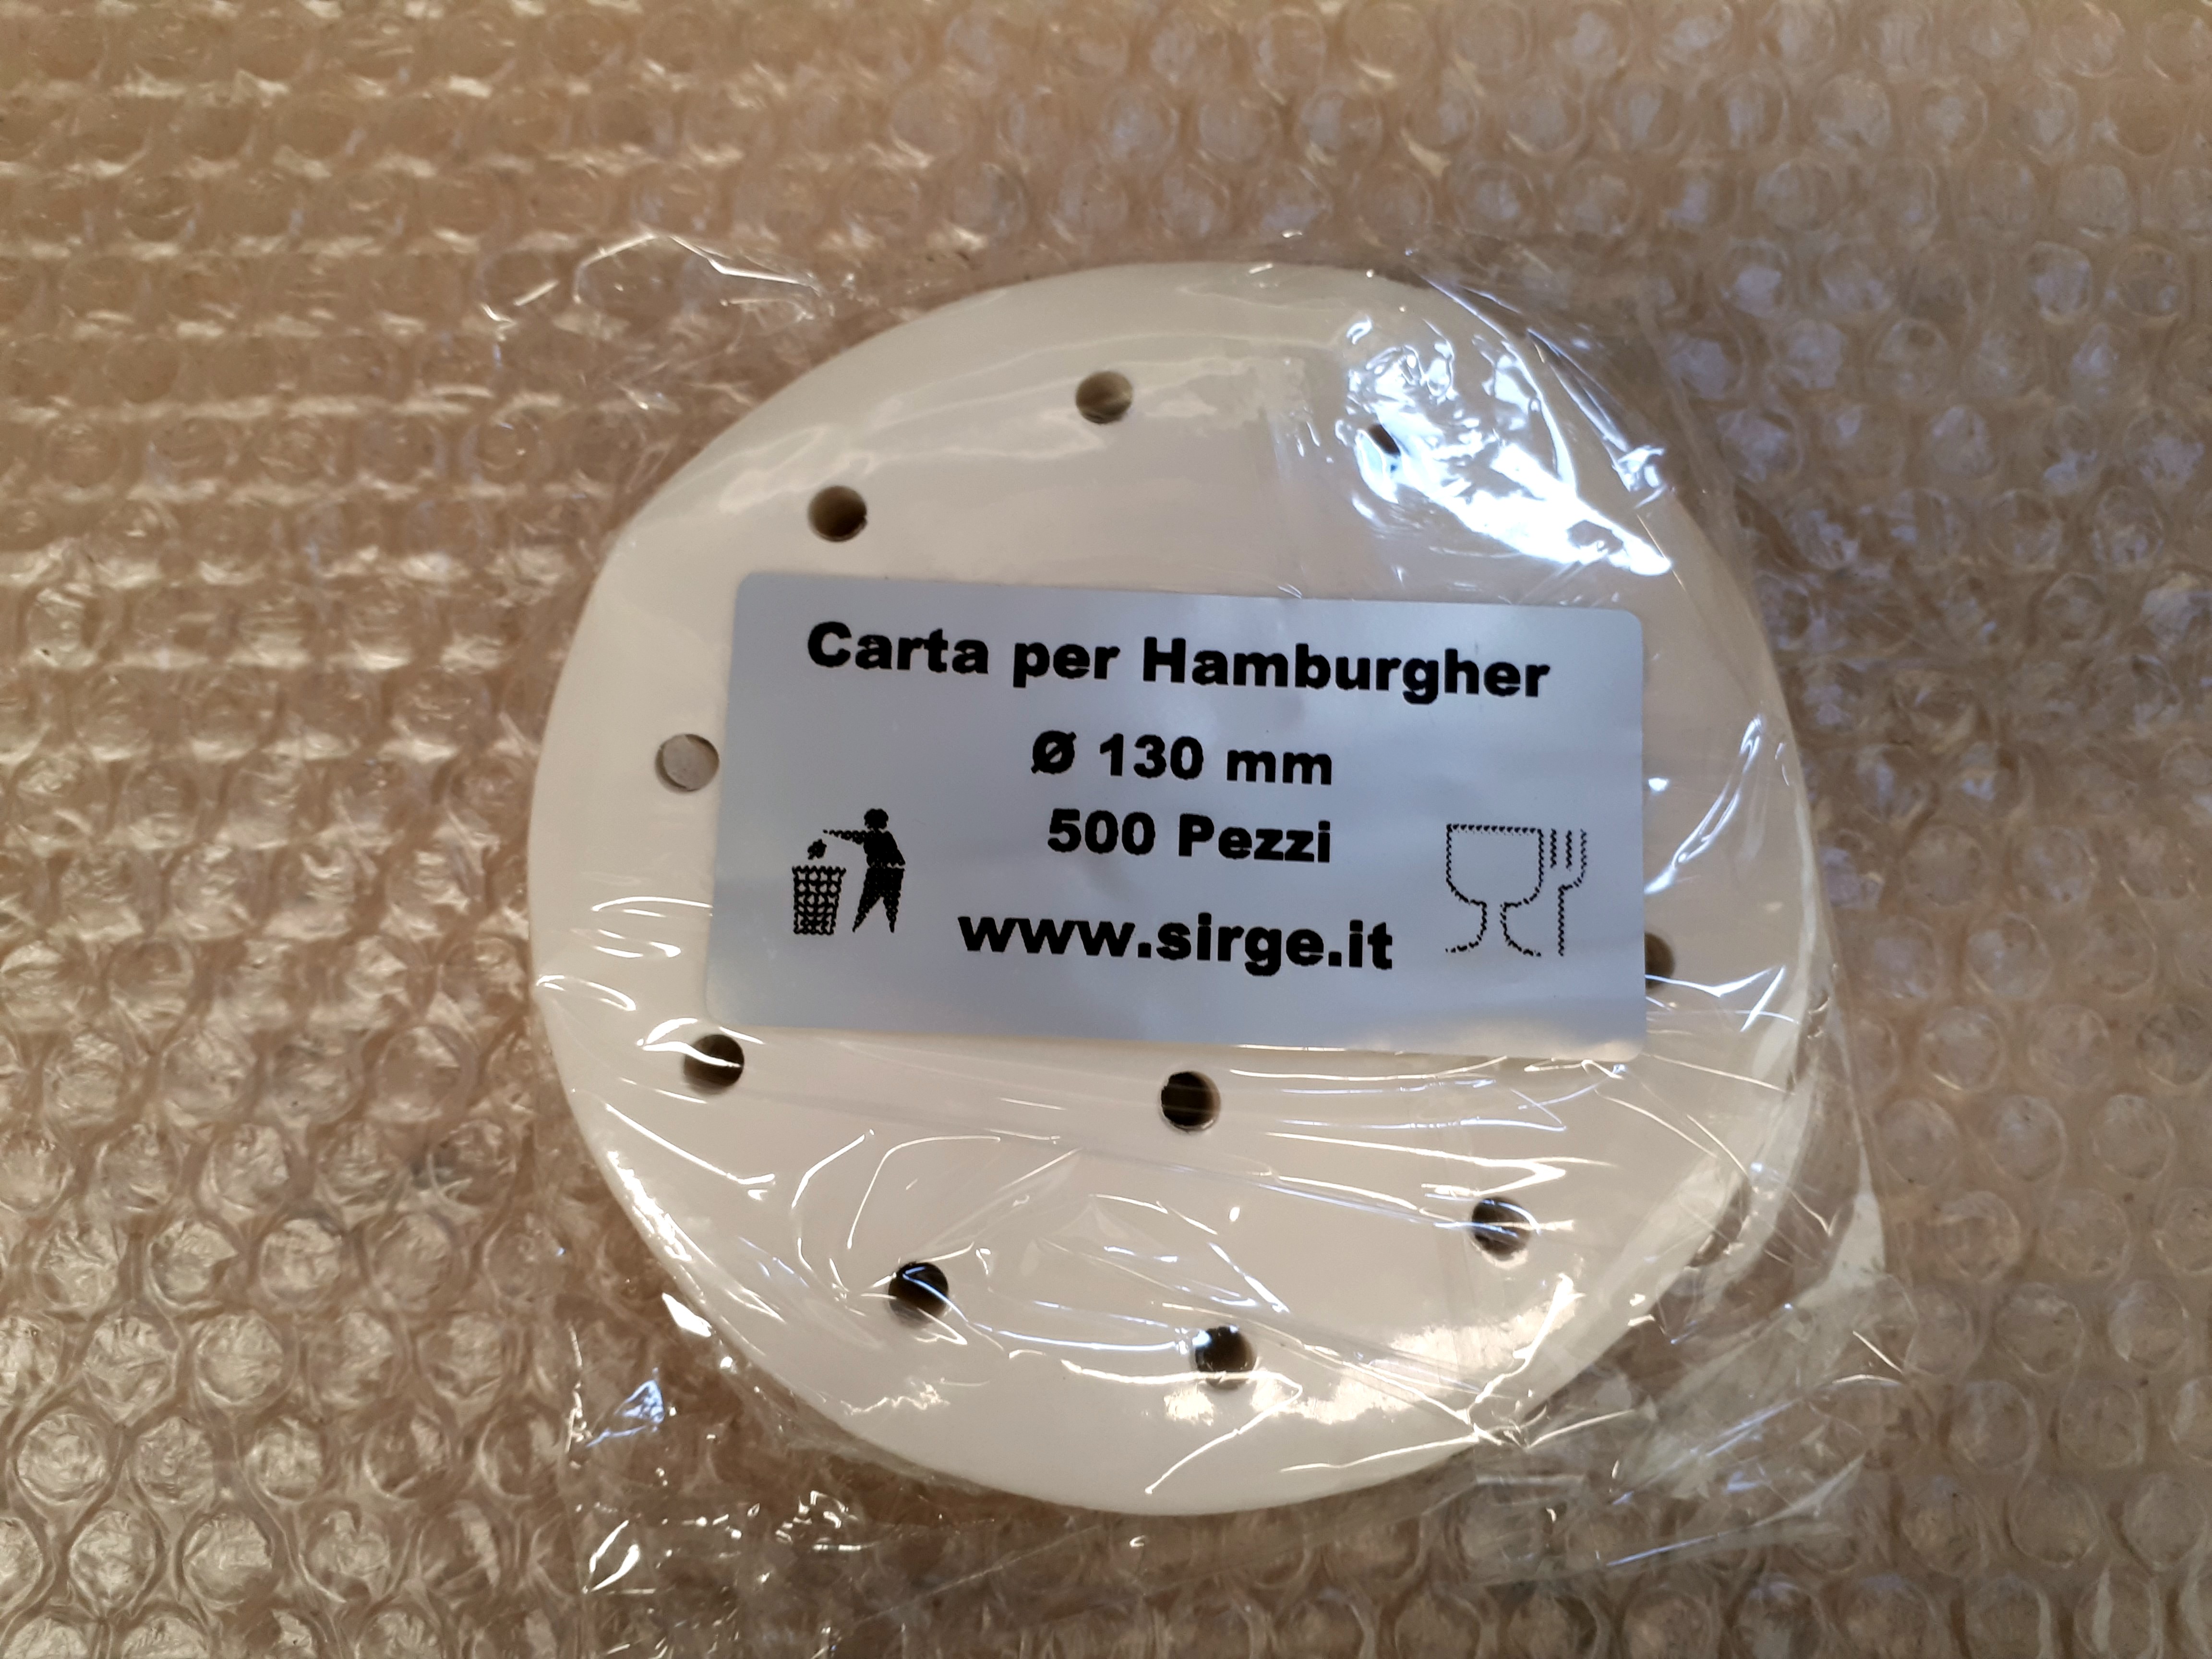 Carta per Hamburgher
Ø 130 mm
500 Pezzi
www.sirge.it